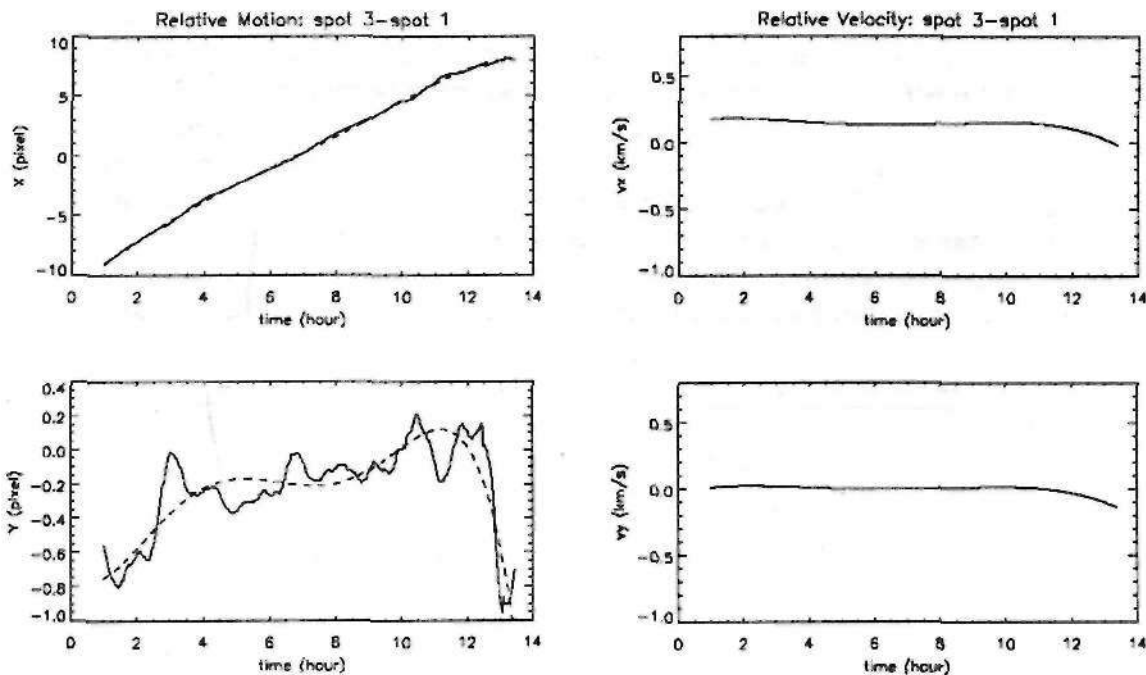 Relative Motion: spot 3-spot 1
10
5
0
-5
-10
X (pixel)
0 2 4 6 8 10 12 14
time (hour)
Relative Velocity: spot 3-spot 1
0.5
0.0
-0.5
-1.0
vx (km/s)
0 2 4 6 8 10 12 14
time (hour)
0.4
0.2
0.0
-0.2
-0.4
-0.6
-0.8
-1.0
Y (pixel)
0 2 4 6 8 10 12 14
time (hour)
0.5
0.0
-0.5
-1.0
vy (km/s)
0 2 4 6 8 10 12 14
time (hour)